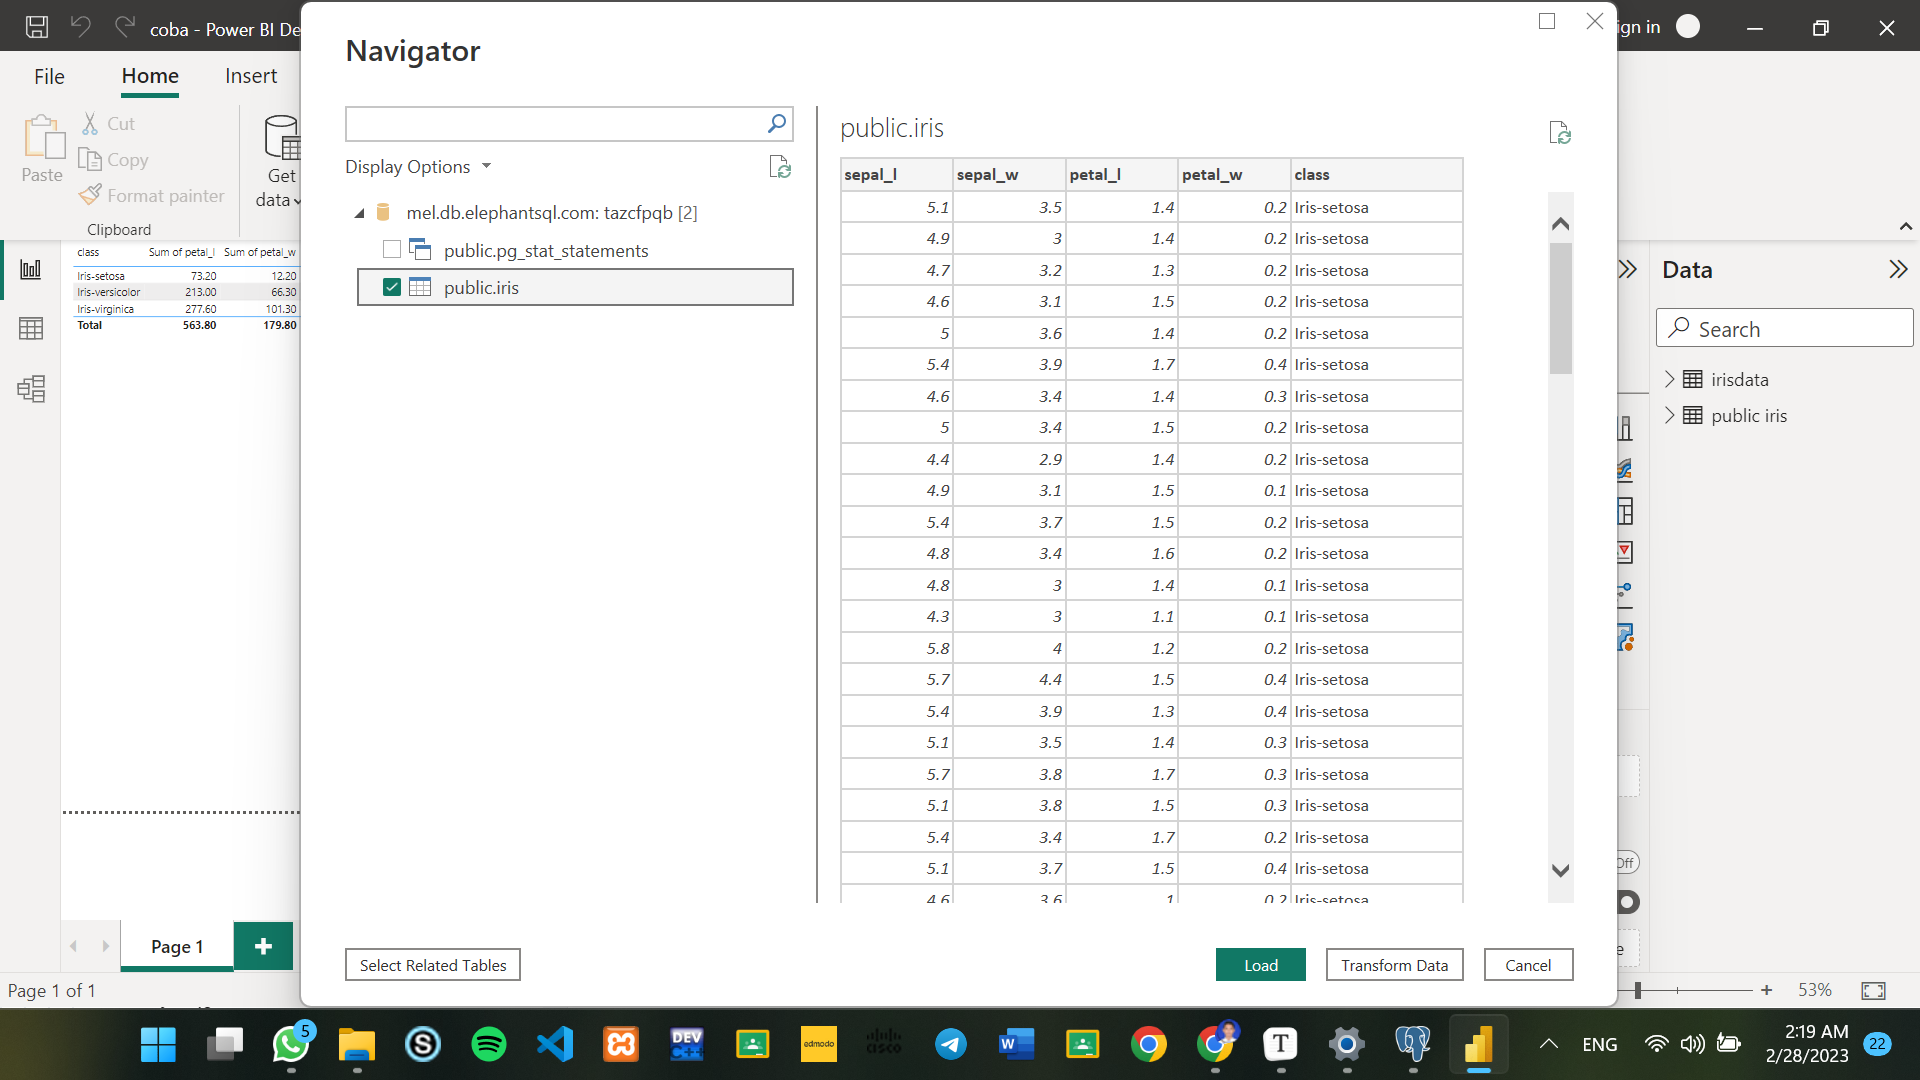 coba - Power BI De
gn in
Navigator
File
Home
Insert
Paste
Cut
Copy
Format painter
Clipboard
Get
data
Display Options
mel.db.elephantsql.com: tazcfpqb [2]
public.pg_stat_statements
public.iris
class Sum of petal_l Sum of petal_w
Iris-setosa 73.20 12.20
Iris-versicolor 213.00 66.30
Iris-virginica 277.60 101.30
Total 563.80 179.80
public.iris
sepal_l sepal_w petal_l petal_w class
5.1 3.5 1.4 0.2 Iris-setosa
4.9 3 1.4 0.2 Iris-setosa
4.7 3.2 1.3 0.2 Iris-setosa
4.6 3.1 1.5 0.2 Iris-setosa
5 3.6 1.4 0.2 Iris-setosa
5.4 3.9 1.7 0.4 Iris-setosa
4.6 3.4 1.4 0.3 Iris-setosa
5 3.4 1.5 0.2 Iris-setosa
4.4 2.9 1.4 0.2 Iris-setosa
4.9 3.1 1.5 0.1 Iris-setosa
5.4 3.7 1.5 0.2 Iris-setosa
4.8 3.4 1.6 0.2 Iris-setosa
4.8 3 1.4 0.1 Iris-setosa
4.3 3 1.1 0.1 Iris-setosa
5.8 4 1.2 0.2 Iris-setosa
5.7 4.4 1.5 0.4 Iris-setosa
5.4 3.9 1.3 0.4 Iris-setosa
5.1 3.5 1.4 0.3 Iris-setosa
5.7 3.8 1.7 0.3 Iris-setosa
5.1 3.8 1.5 0.3 Iris-setosa
5.4 3.4 1.7 0.2 Iris-setosa
5.1 3.7 1.5 0.4 Iris-setosa
4.6 3.6 1 0.2 Iris-setosa
Data
Search
irisdata
public iris
Off
e
Page 1
+
Select Related Tables
Load
Transform Data
Cancel
Page 1 of 1
53%
5
S
DEV
C++
edmodo
cisco
W
T
ENG
2:19 AM
2/28/2023
22